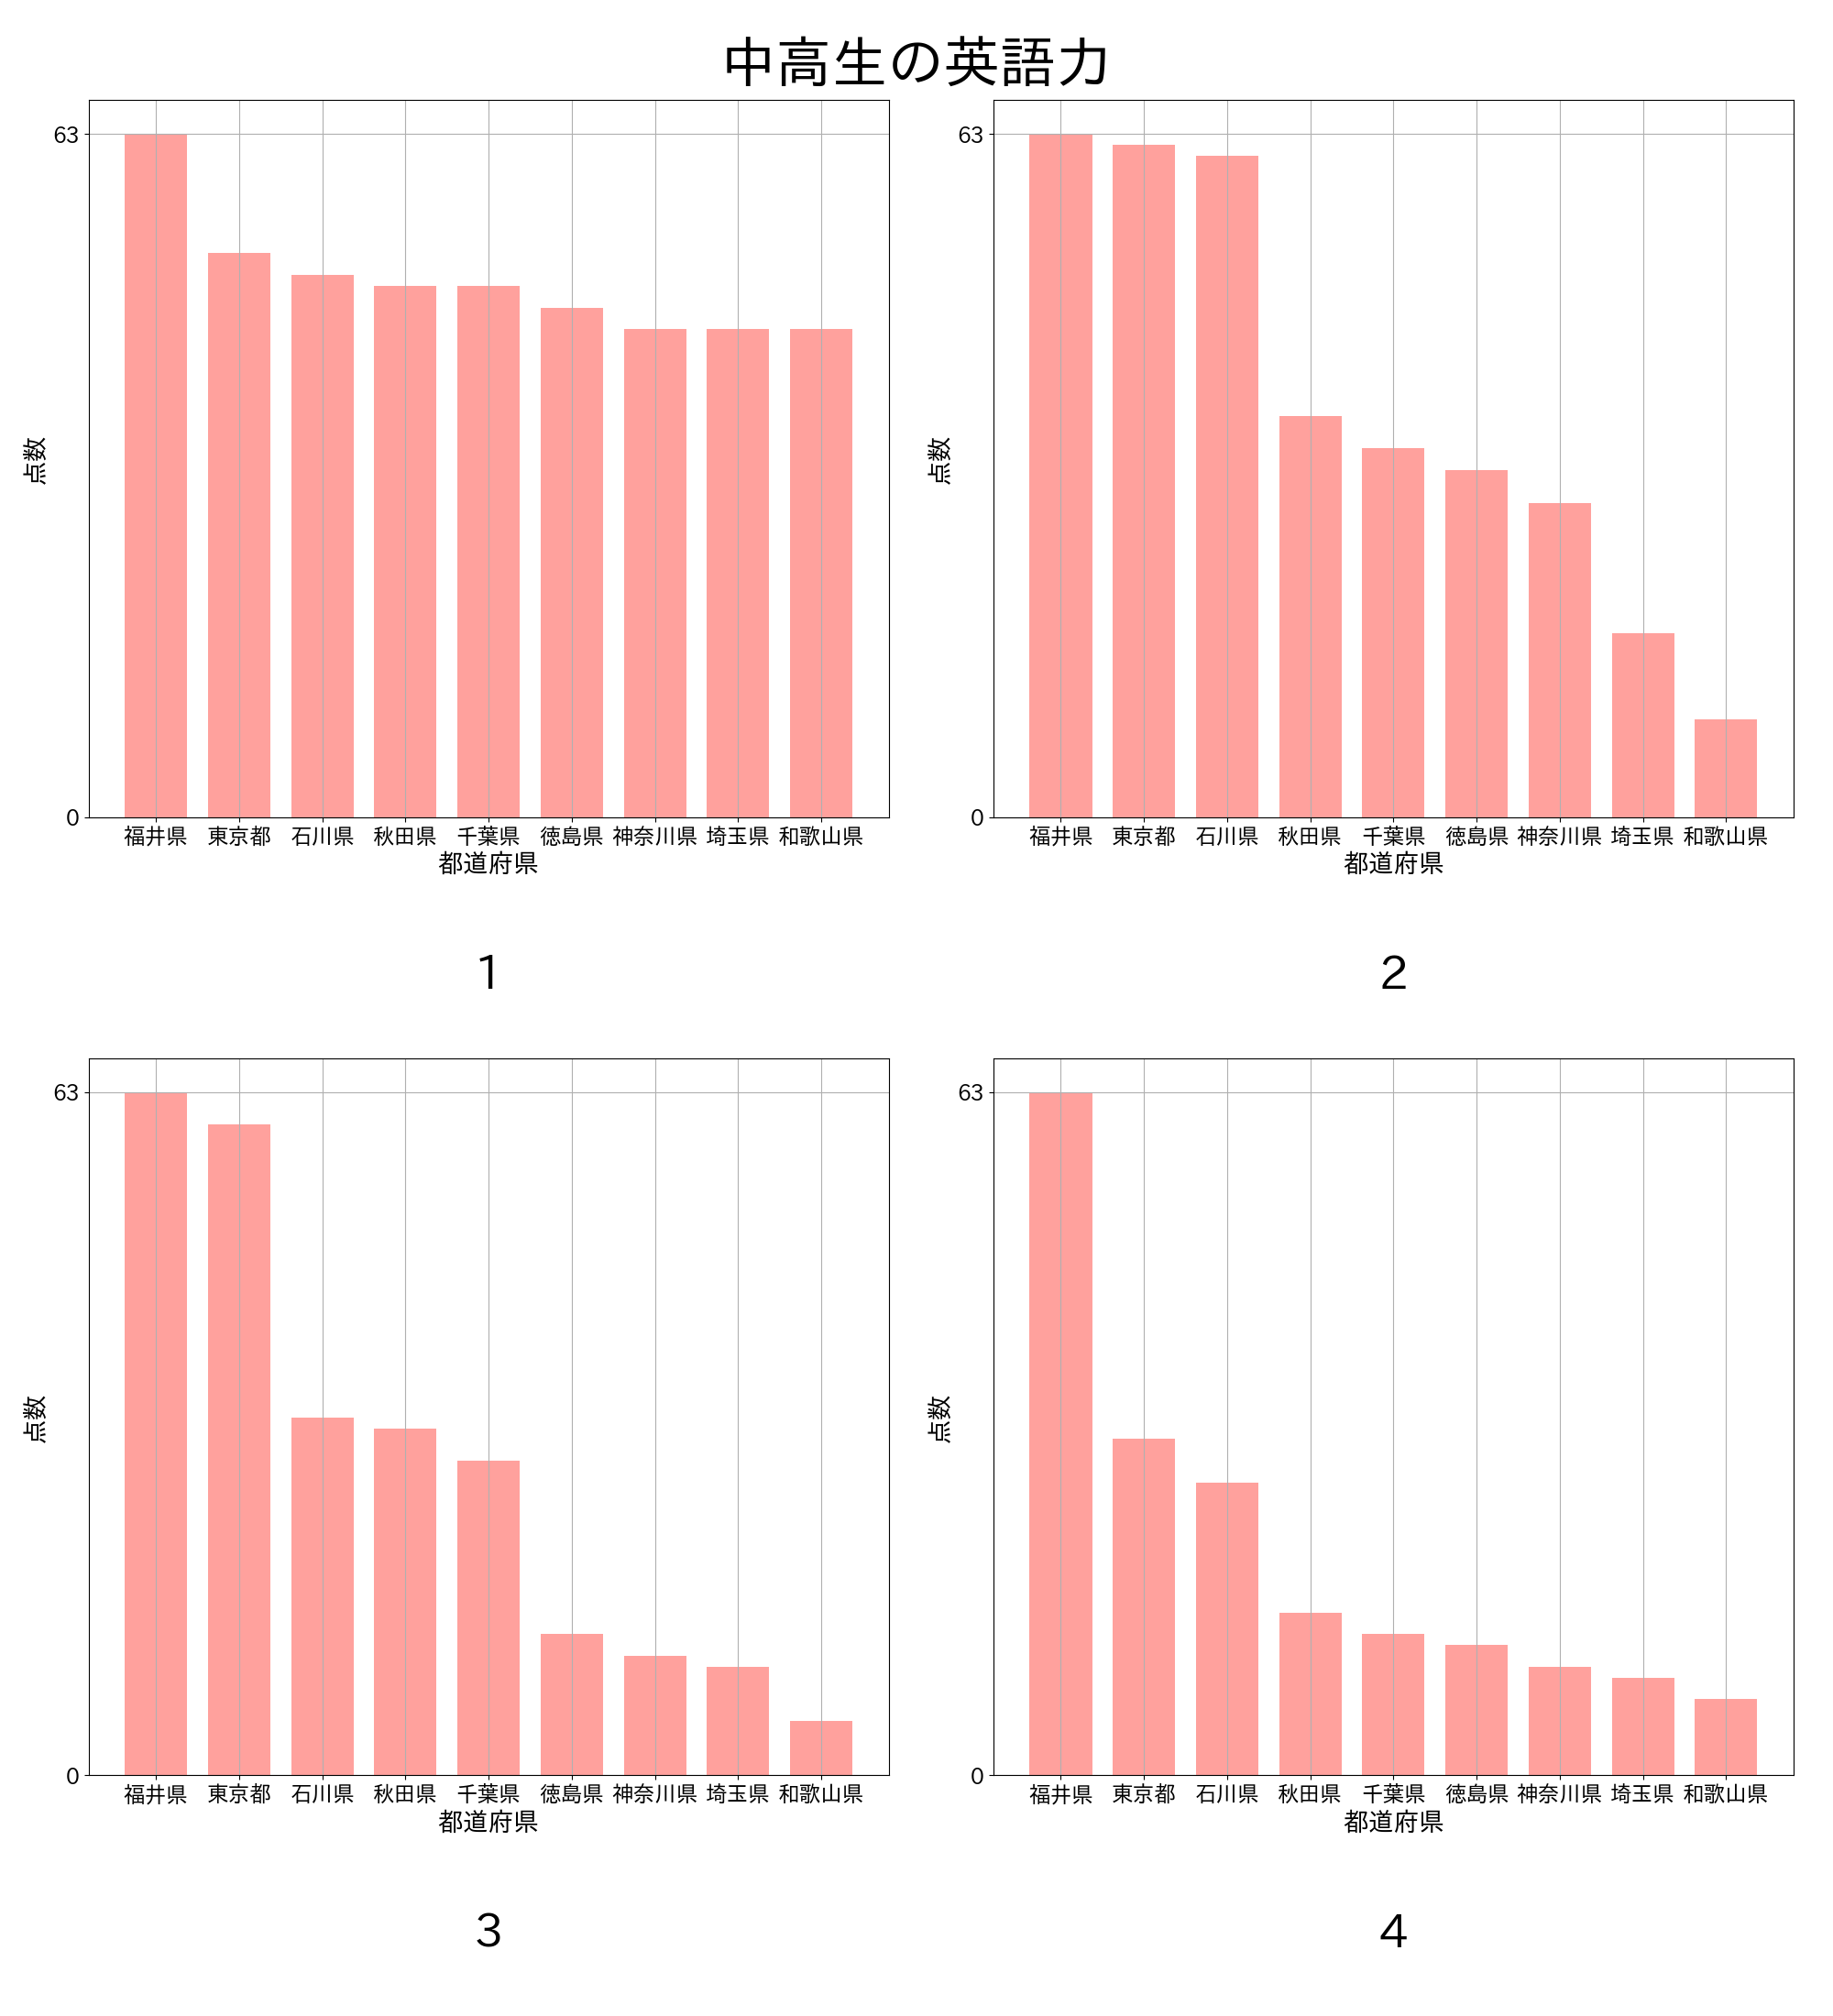 中高生の英語力
63
0
点数
福井県 東京都 石川県 秋田県 千葉県 徳島県 神奈川県 埼玉県 和歌山県
都道府県
1
63
0
点数
福井県 東京都 石川県 秋田県 千葉県 徳島県 神奈川県 埼玉県 和歌山県
都道府県
2
63
0
点数
福井県 東京都 石川県 秋田県 千葉県 徳島県 神奈川県 埼玉県 和歌山県
都道府県
3
63
0
点数
福井県 東京都 石川県 秋田県 千葉県 徳島県 神奈川県 埼玉県 和歌山県
都道府県
4